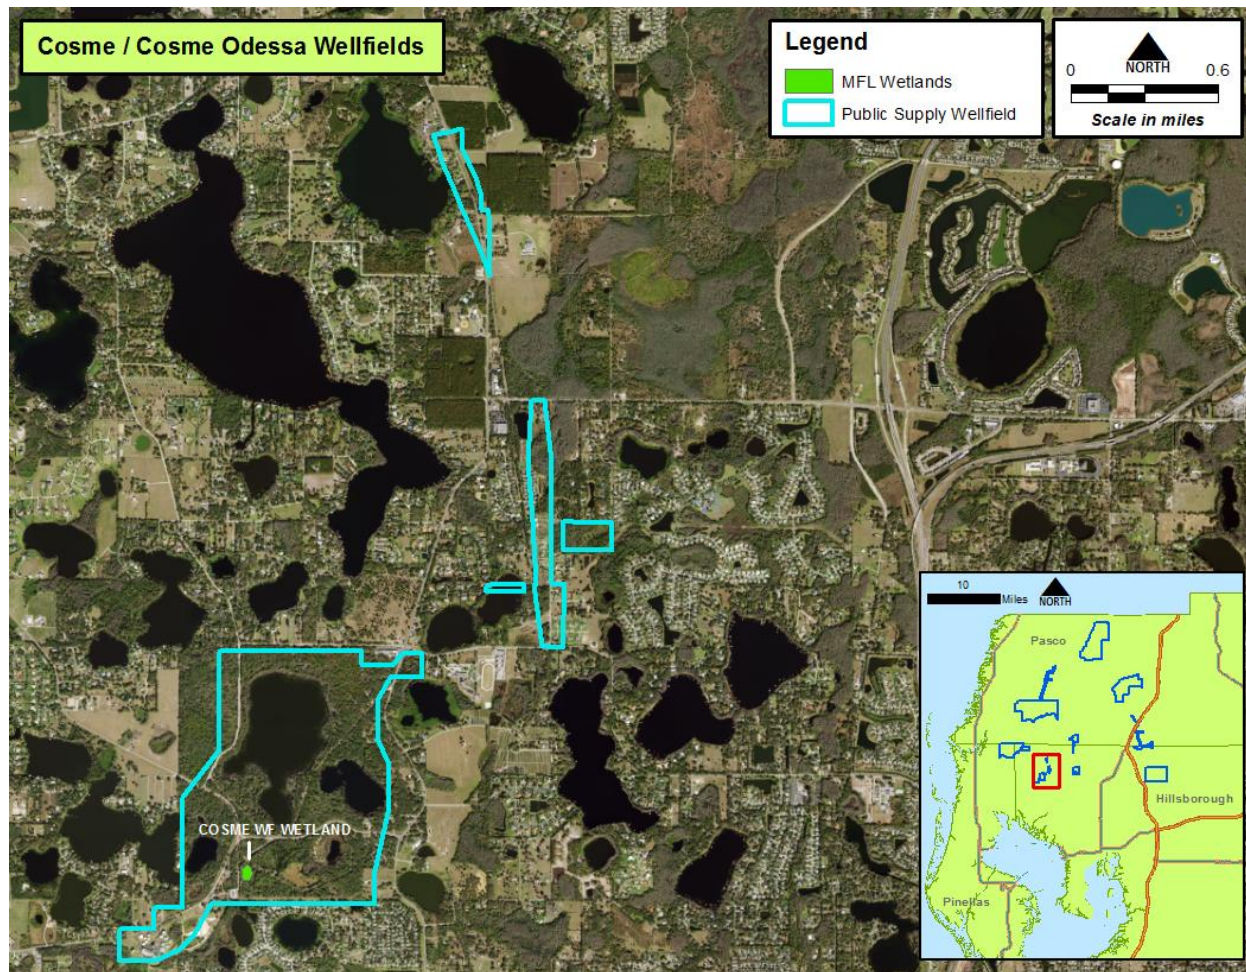 Cosme / Cosme Odessa Wellfields
Legend
MFL Wetlands
Public Supply Wellfield
NORTH
0 0.6
Scale in miles
COSME WF WETLAND
10
Miles
NORTH
Pasco
Hillsborough
Pinellas